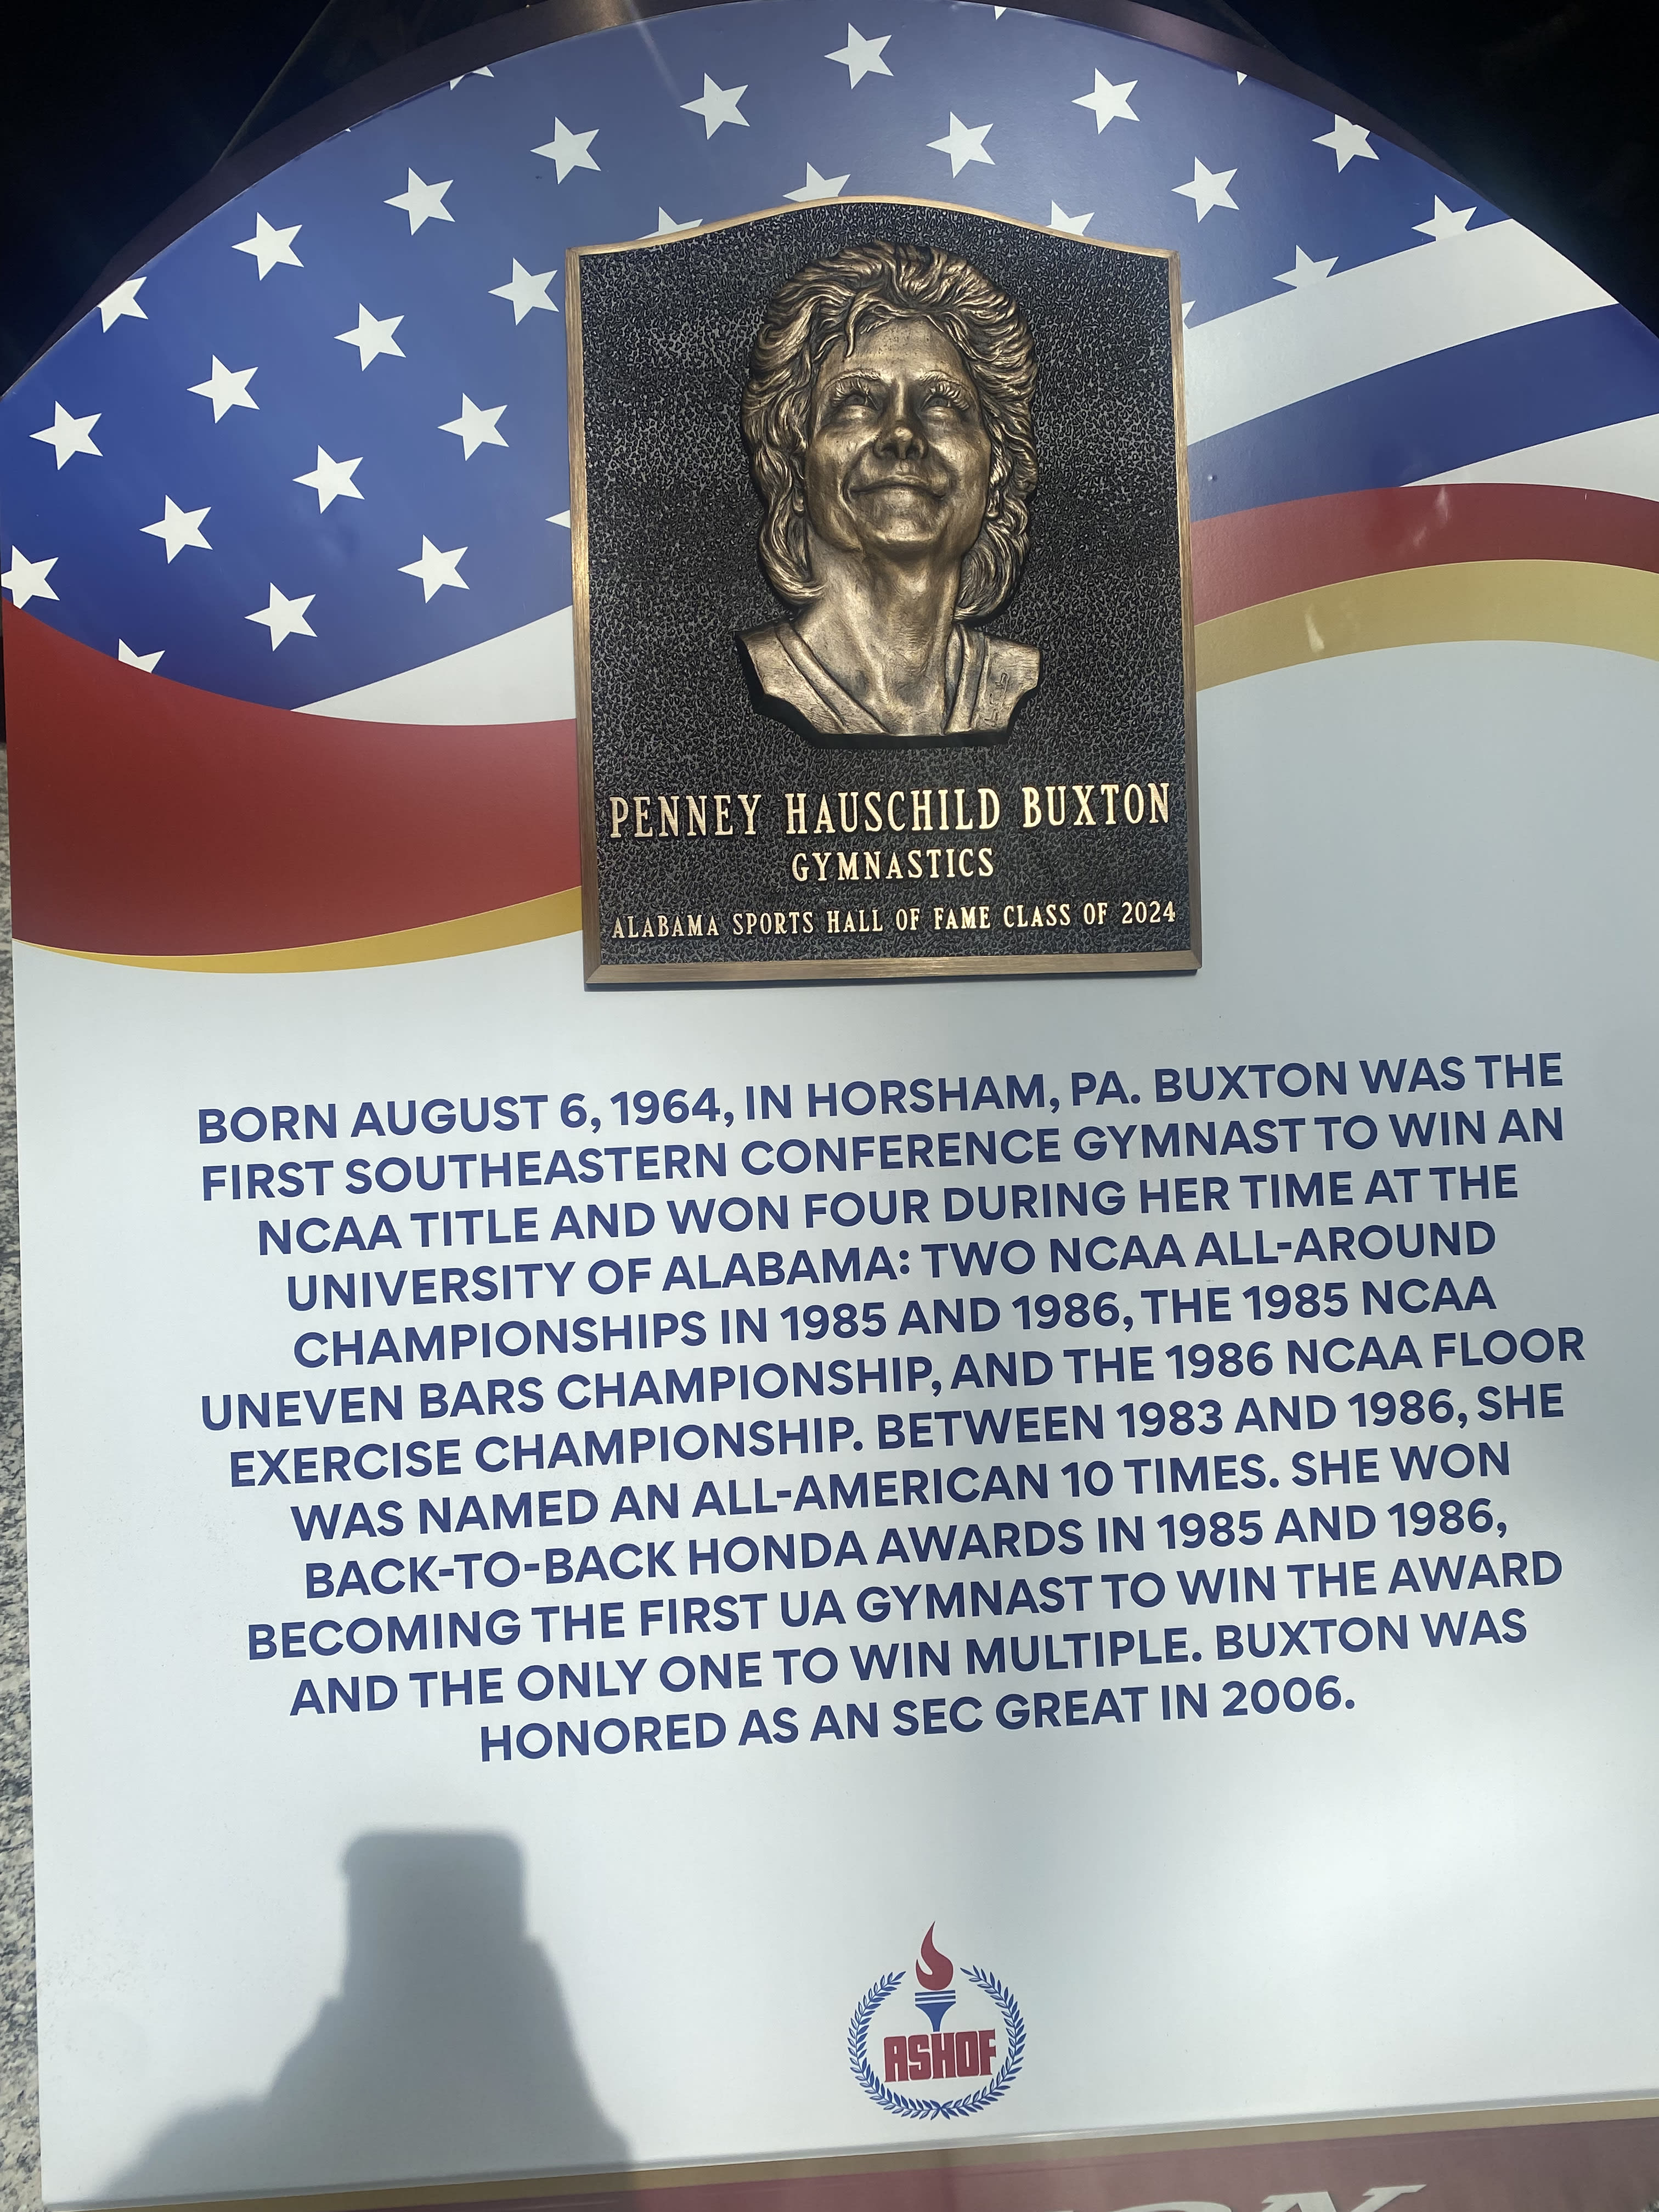 PENNEY HAUSCHILD BUXTON
GYMNASTICS
ALABAMA SPORTS HALL OF FAME CLASS OF 2024
BORN AUGUST 6, 1964, IN HORSHAM, PA. BUXTON WAS THE
FIRST SOUTHEASTERN CONFERENCE GYMNAST TO WIN AN
NCAA TITLE AND WON FOUR DURING HER TIME AT THE
UNIVERSITY OF ALABAMA: TWO NCAA ALL-AROUND
CHAMPIONSHIPS IN 1985 AND 1986, THE 1985 NCAA
UNEVEN BARS CHAMPIONSHIP, AND THE 1986 NCAA FLOOR
EXERCISE CHAMPIONSHIP. BETWEEN 1983 AND 1986, SHE
WAS NAMED AN ALL-AMERICAN 10 TIMES. SHE WON
BACK-TO-BACK HONDA AWARDS IN 1985 AND 1986,
BECOMING THE FIRST UA GYMNAST TO WIN THE AWARD
AND THE ONLY ONE TO WIN MULTIPLE. BUXTON WAS
HONORED AS AN SEC GREAT IN 2006.
ASHOF